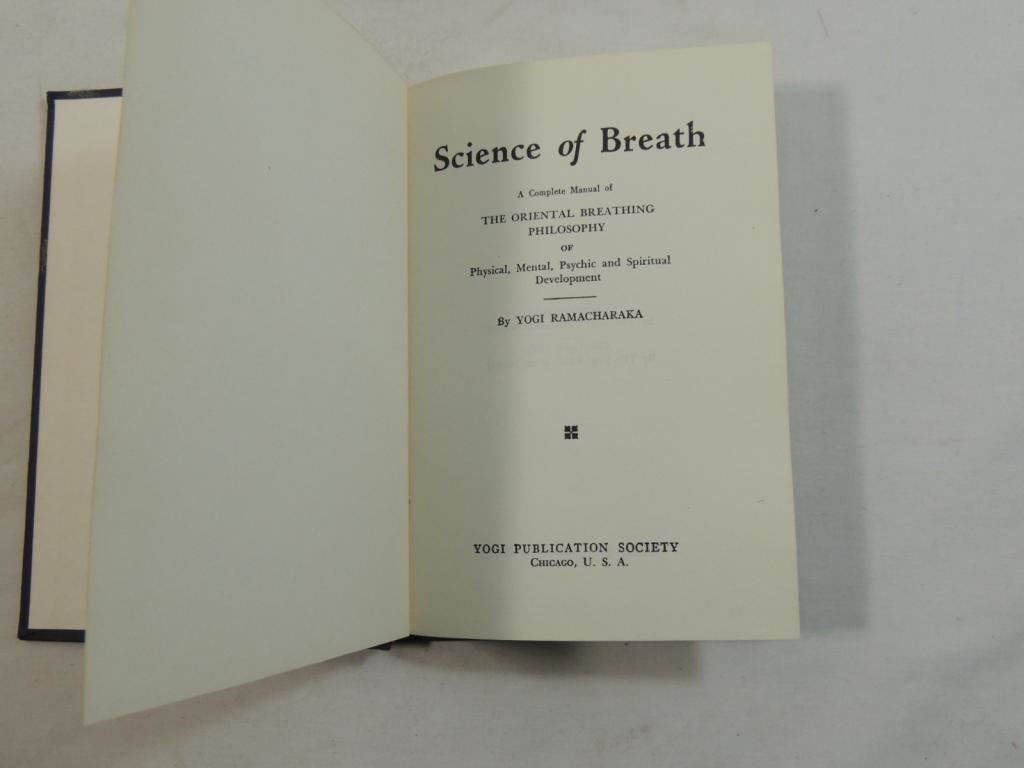 Science of Breath
A Complete Manual of
THE ORIENTAL BREATHING
PHILOSOPHY
OF
Physical, Mental, Psychic and Spiritual
Development
By YOGI RAMACHARAKA
YOGI PUBLICATION SOCIETY
CHICAGO, U. S. A.